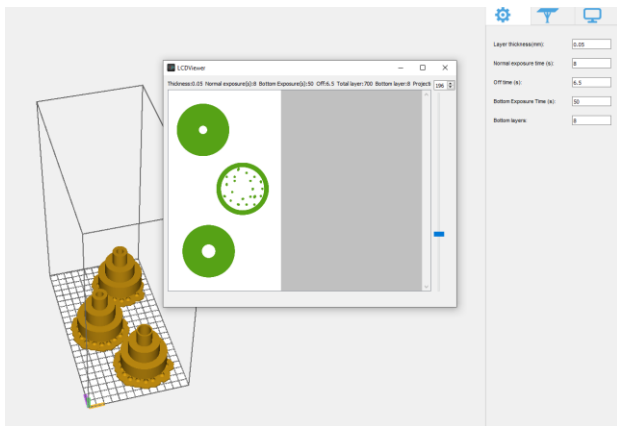 LCDViewer
Thickness:0.05 Normal exposure(s):8 Bottom Exposure(s):50 Off:6.5 Total layer:700 Bottom layer:8 Project:
196
Layer thickness(mm): 0.05
Normal exposure time (s): 8
Off time (s): 6.5
Bottom Exposure Time (s): 50
Bottom layers: 8